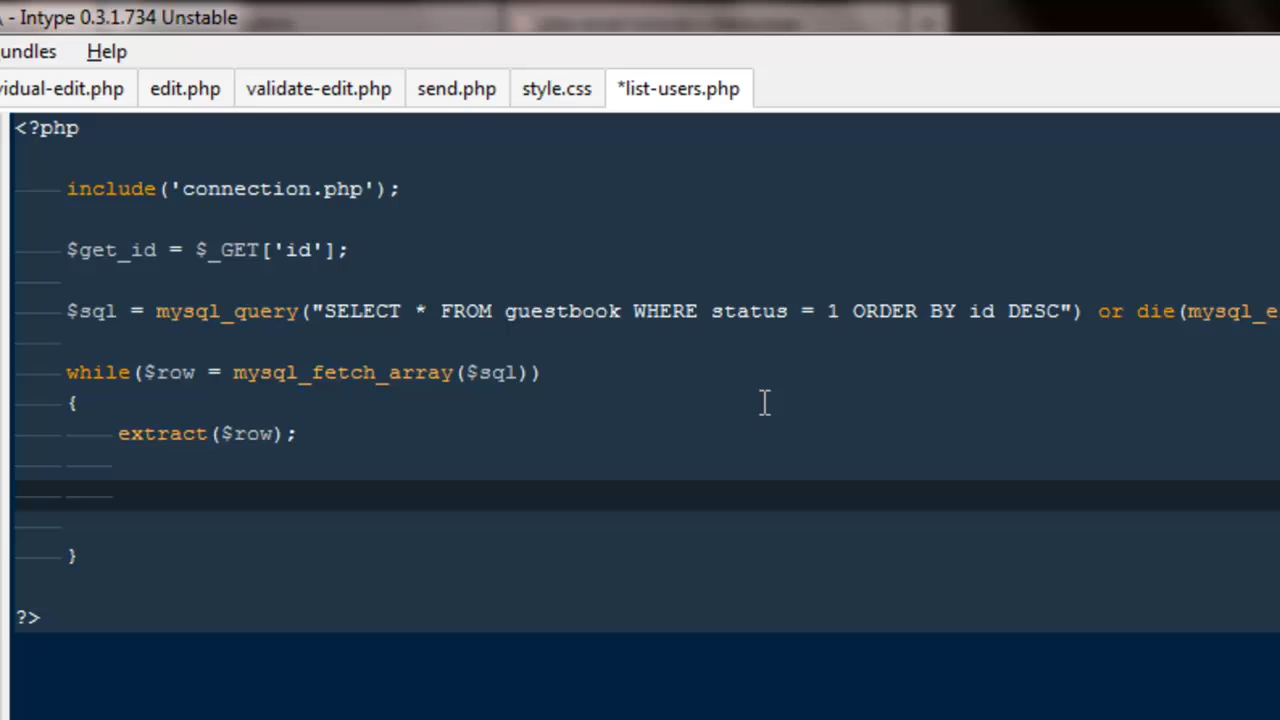 - Intype 0.3.1.734 Unstable
undles Help
vidual-edit.php edit.php validate-edit.php send.php style.css *list-users.php
<?php
include('connection.php');
$get_id = $_GET['id'];
$sql = mysql_query("SELECT * FROM guestbook WHERE status = 1 ORDER BY id DESC") or die(mysql_e
while($row = mysql_fetch_array($sql))
{
extract($row);
}
?>